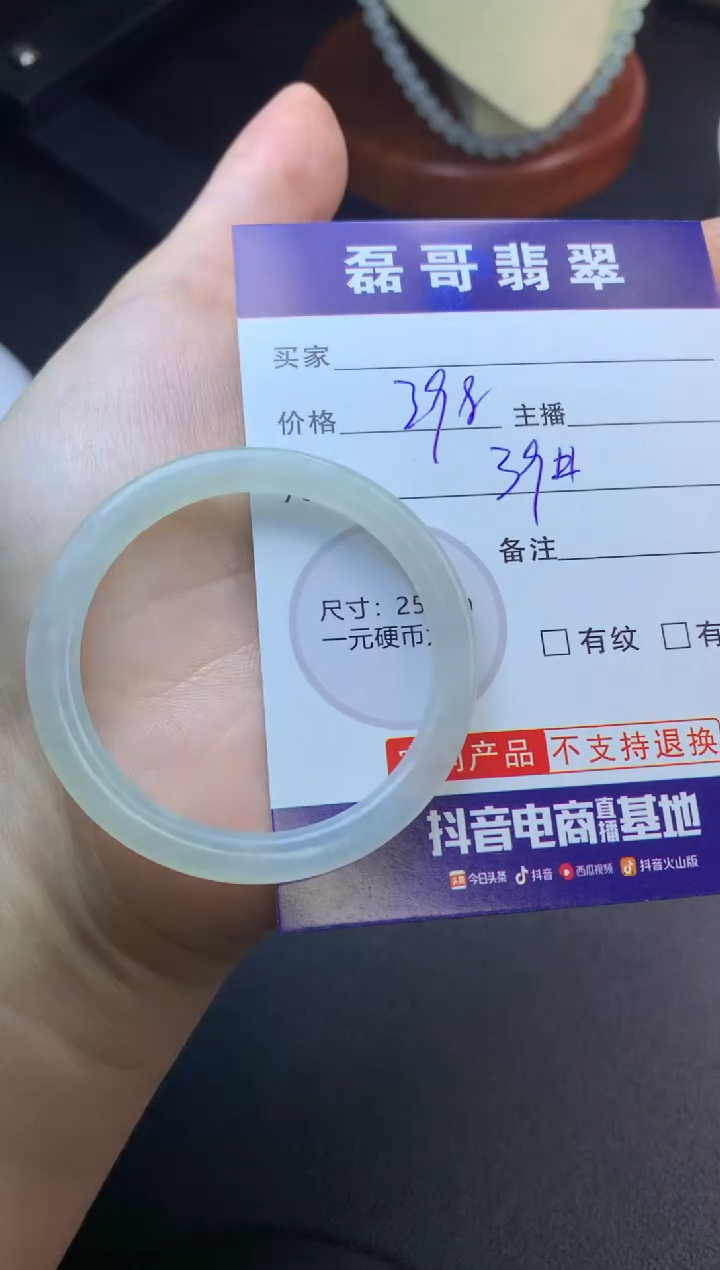 磊哥翡翠
买家
价格 398 主播
39#
备注
尺寸：25
一元硬币
有纹 有
产品 不支持退换
抖音电商直播基地
头条 今日头条 抖音 西瓜视频 抖音火山版